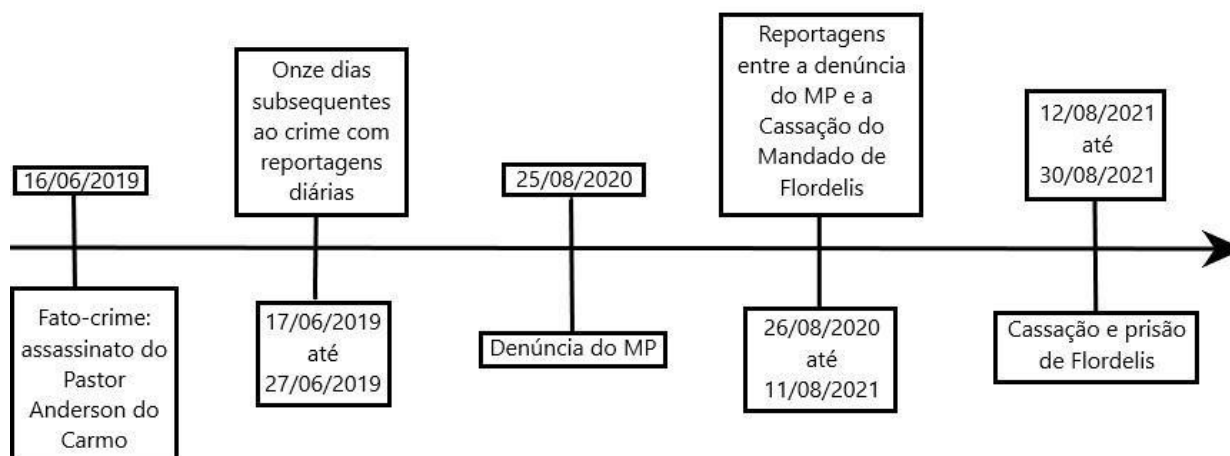 16/06/2019
Fato-crime:
assassinato do
Pastor
Anderson do
Carmo
Onze dias
subsequentes
ao crime com
reportagens
diárias
17/06/2019
até
27/06/2019
25/08/2020
Denúncia do MP
Reportagens
entre a denúncia
do MP e a
Cassação do
Mandado de
Flordelis
26/08/2020
até
11/08/2021
12/08/2021
até
30/08/2021
Cassação e prisão
de Flordelis